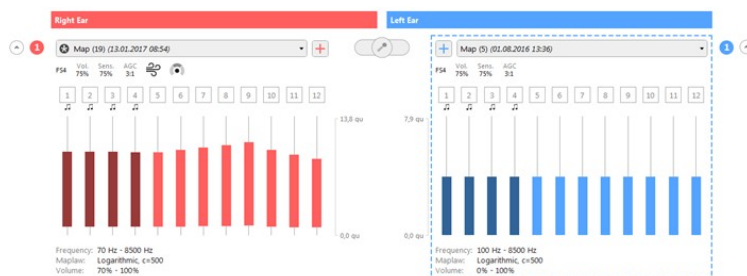 Right Ear
Left Ear
1
Map (19) (13.01.2017 08:54)
+
+
Map (5) (01.08.2016 13:36)
1
FS4 Vol. 75% Sens. 75% AGC 3:1
FS4 Vol. 75% Sens. 75% AGC 3:1
1 2 3 4 5 6 7 8 9 10 11 12
1 2 3 4 5 6 7 8 9 10 11 12
13,8 qu
7,9 qu
0,0 qu
0,0 qu
Frequency: 70 Hz - 8500 Hz
Maplaw: Logarithmic, c=500
Volume: 70% - 100%
Frequency: 100 Hz - 8500 Hz
Maplaw: Logarithmic, c=500
Volume: 0% - 100%